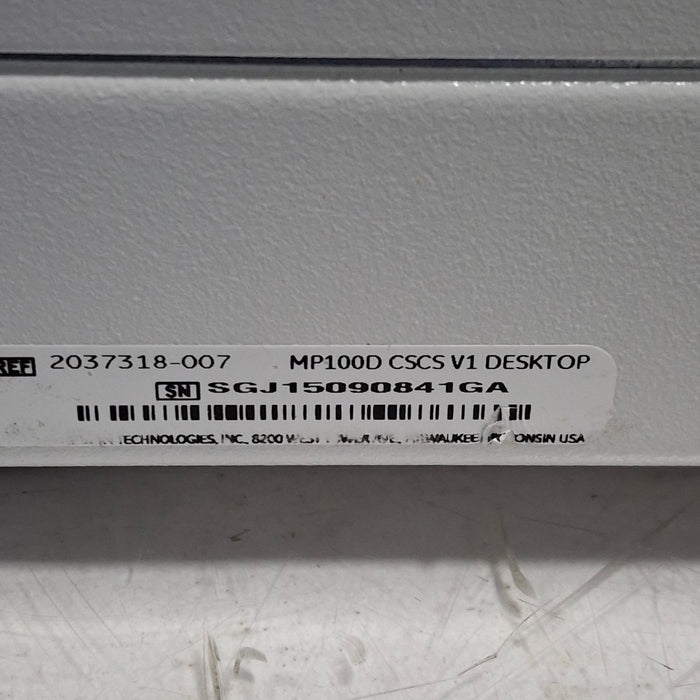 REF 2037318-007 MP100D CSCS V1 DESKTOP
SN SGJ15090841GA
TECHNOLOGIES, INC., 8200 WEST USA